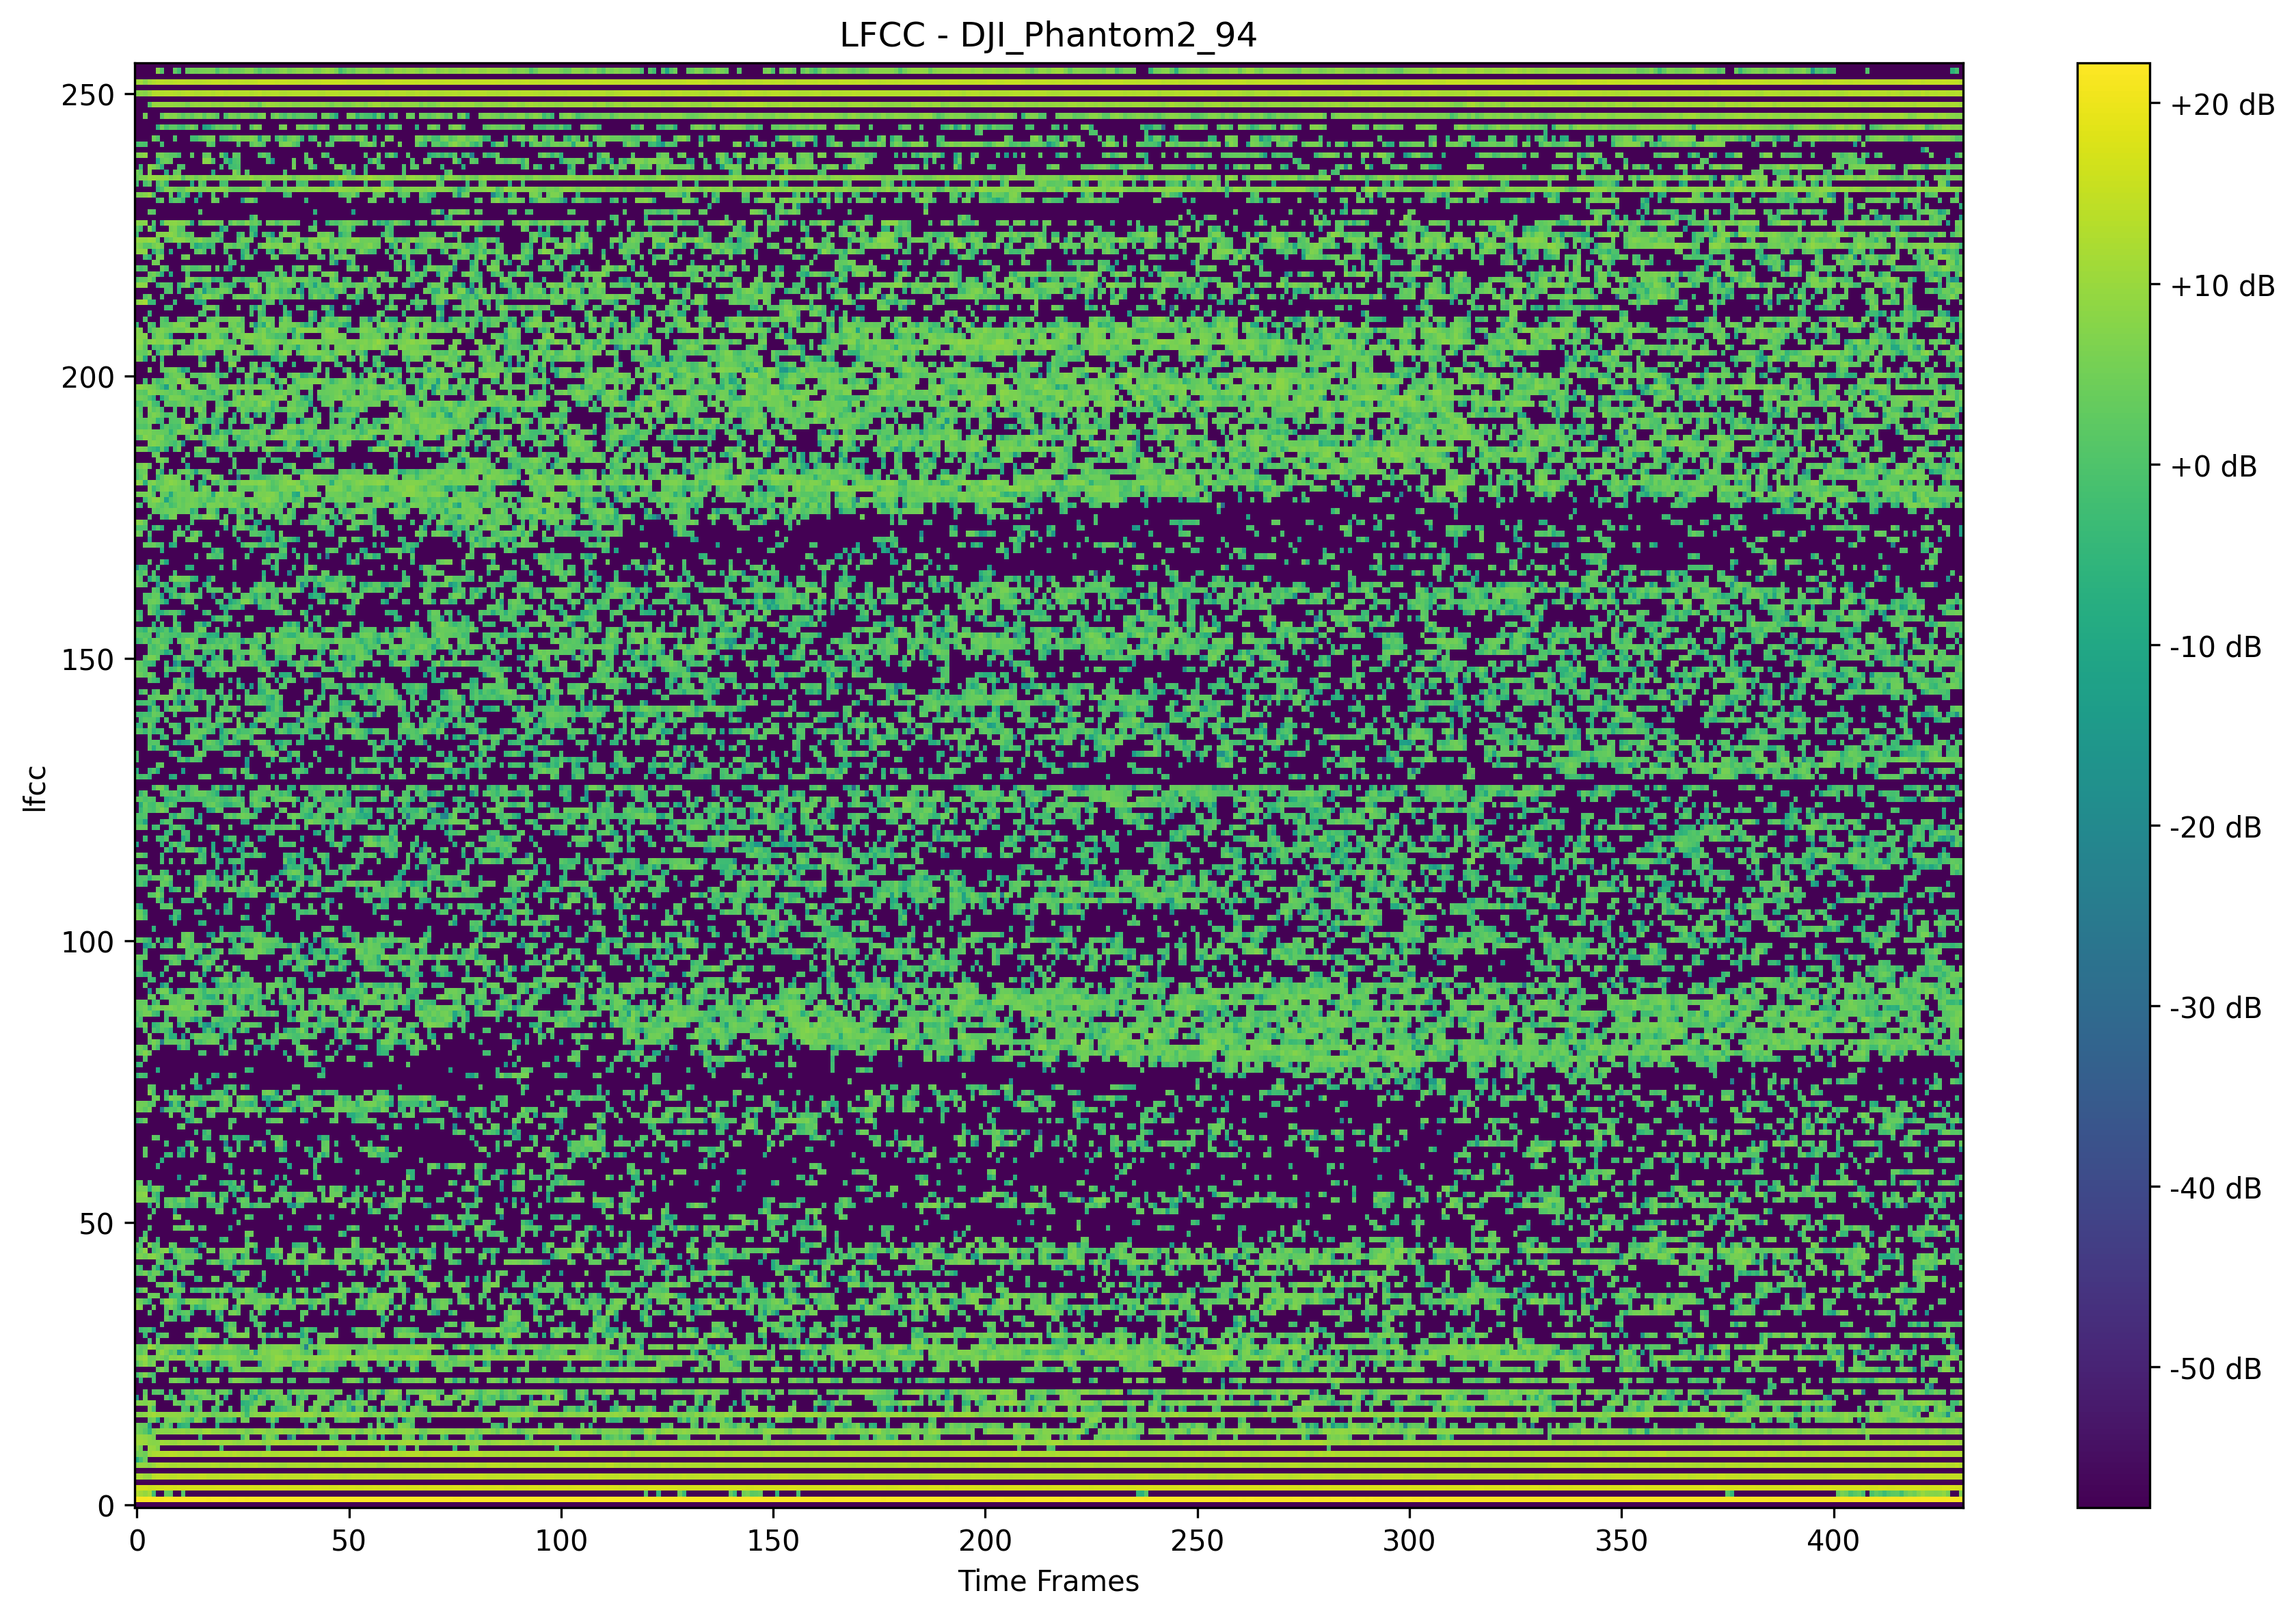 LFCC - DJI_Phantom2_94
250
200
150
100
50
0
lfcc
0 50 100 150 200 250 300 350 400
Time Frames
+20 dB
+10 dB
+0 dB
-10 dB
-20 dB
-30 dB
-40 dB
-50 dB